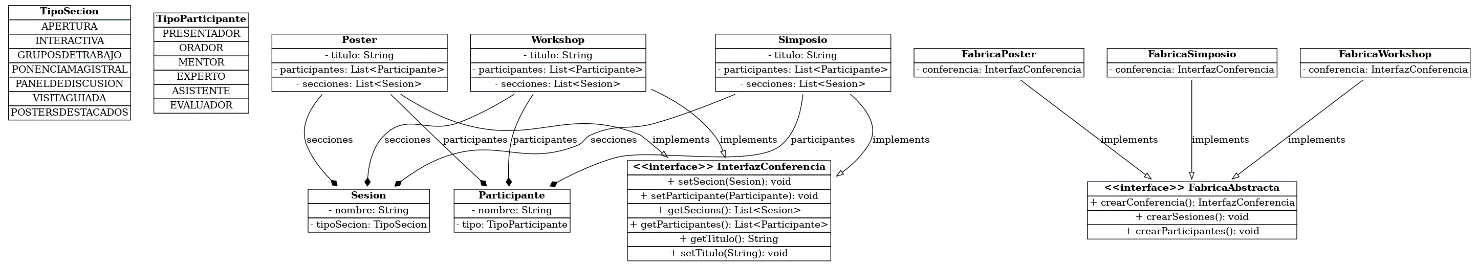 TipoSecion
APERTURA
INTERACTIVA
GRUPOSDETRABAJO
PONENCIAMAGISTRAL
PANELDEDISCUSION
VISITAGUIADA
POSTERSDESTACADOS
TipoParticipante
PRESENTADOR
ORADOR
MENTOR
EXPERTO
ASISTENTE
EVALUADOR
Poster
- titulo: String
- participantes: List<Participante>
- secciones: List<Sesion>
Workshop
- titulo: String
- participantes: List<Participante>
- secciones: List<Sesion>
Simposio
- titulo: String
- participantes: List<Participante>
- secciones: List<Sesion>
FabricaPoster
- conferencia: InterfazConferencia
FabricaSimposio
- conferencia: InterfazConferencia
FabricaWorkshop
- conferencia: InterfazConferencia
secciones
secciones
participantes
participantes
secciones
implements
implements
participantes
implements
implements
implements
implements
Sesion
- nombre: String
- tipoSecion: TipoSecion
Participante
- nombre: String
- tipo: TipoParticipante
<<interface>> InterfazConferencia
+ setSecion(Sesion): void
+ setParticipante(Participante): void
+ getSecions(): List<Sesion>
+ getParticipantes(): List<Participante>
+ getTitulo(): String
+ setTitulo(String): void
<<interface>> FabricaAbstracta
+ crearConferencia(): InterfazConferencia
+ crearSesiones(): void
+ crearParticipantes(): void